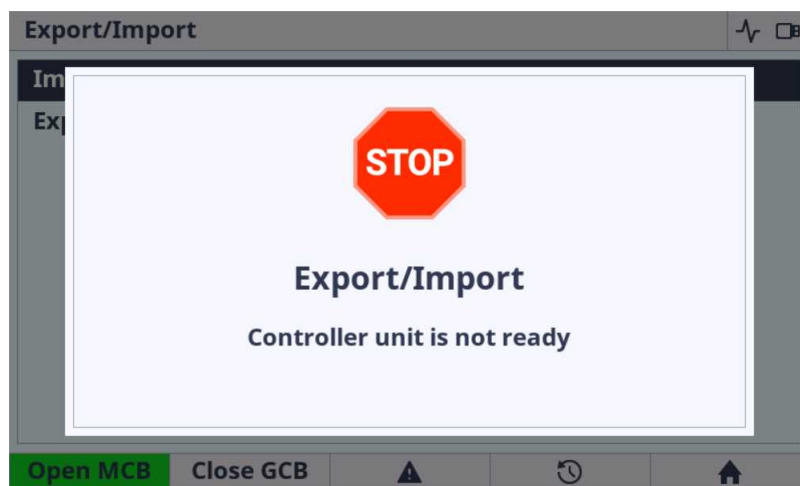 Export/Import
Im
Exp
STOP
Export/Import
Controller unit is not ready
Open MCB
Close GCB